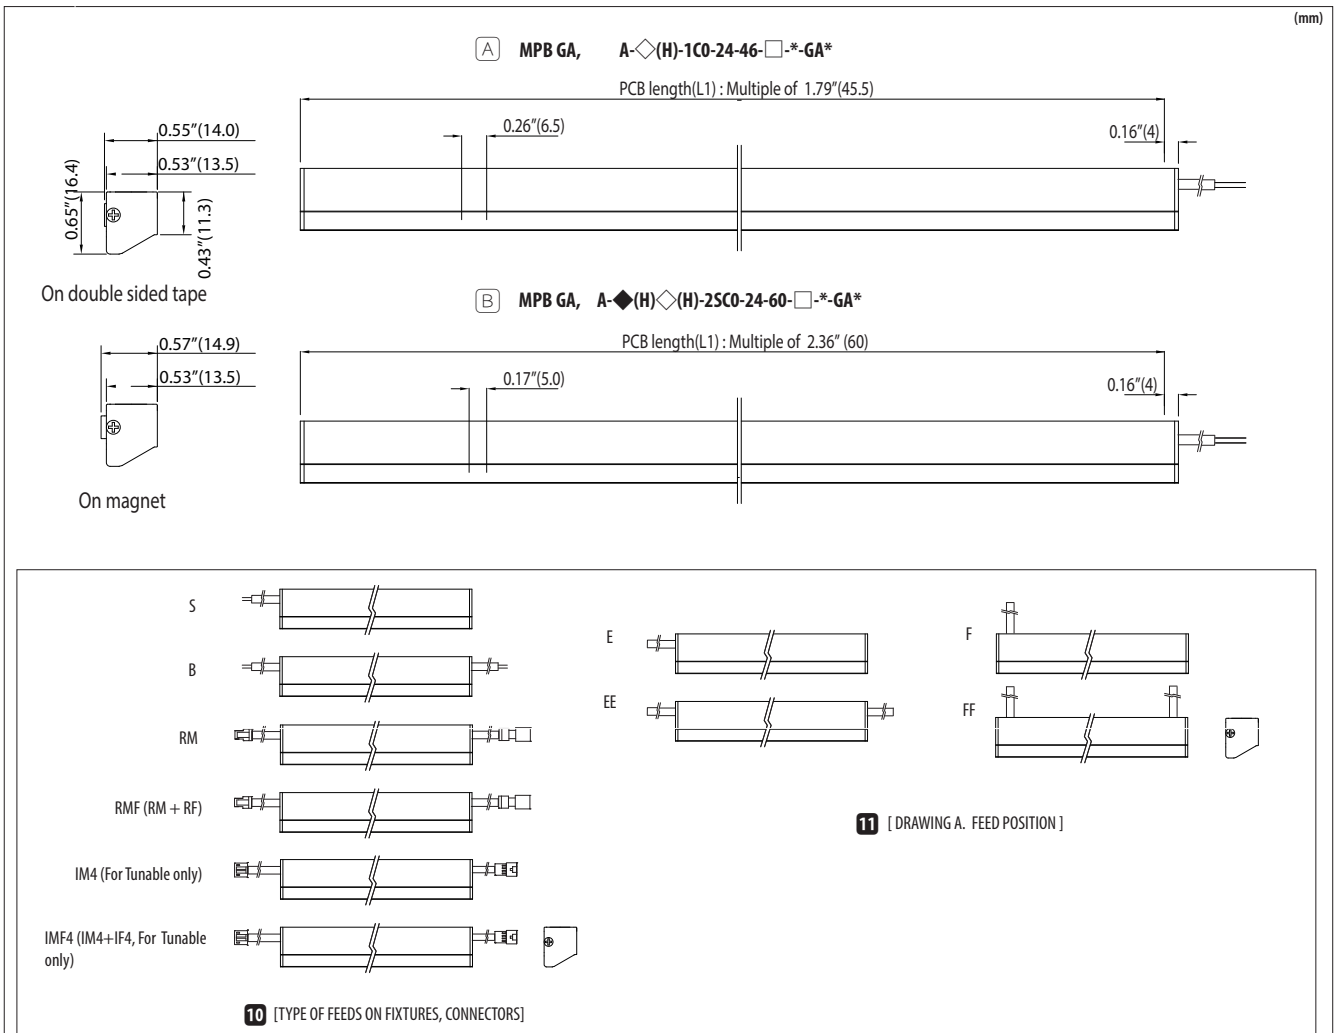 (mm)
A MPB GA, A-◇(H)-1C0-24-46-□-*-GA*
PCB length(L1) : Multiple of 1.79"(45.5)
0.55"(14.0)
0.26"(6.5)
0.16"(4)
0.53"(13.5)
0.65"(16.4)
0.43"(11.3)
On double sided tape
B MPB GA, A-◆(H)◇(H)-2SC0-24-60-□-*-GA*
PCB length(L1) : Multiple of 2.36" (60)
0.57"(14.9)
0.53"(13.5)
0.17"(5.0)
0.16"(4)
On magnet
S
B
RM
RMF (RM + RF)
IM4 (For Tunable only)
IMF4 (IM4+IF4, For Tunable
only)
10 [TYPE OF FEEDS ON FIXTURES, CONNECTORS]
E
EE
F
FF
11 [ DRAWING A. FEED POSITION ]